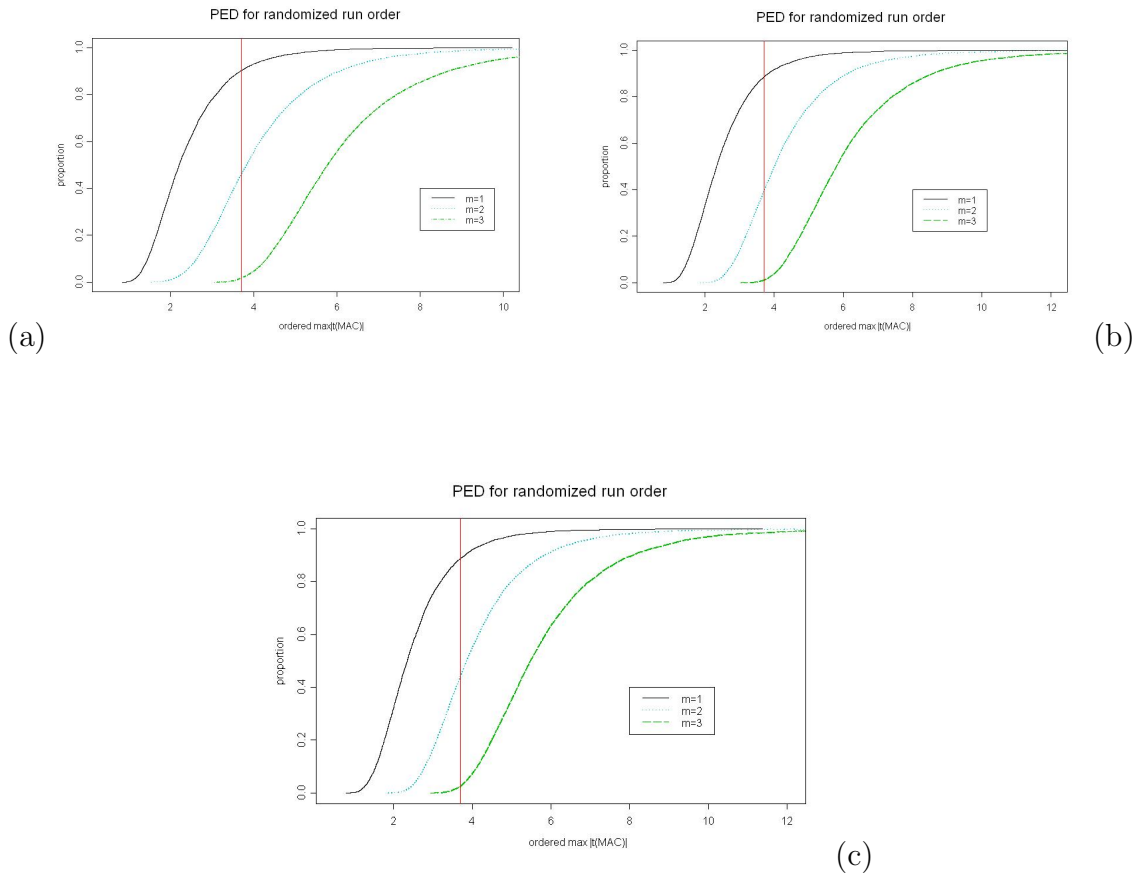 PED for randomized run order
proportion
1.0
0.8
0.6
0.4
0.2
0.0
m=1
m=2
m=3
2 4 6 8 10
ordered max|t(MAC)|
(a)
PED for randomized run order
proportion
1.0
0.8
0.6
0.4
0.2
0.0
m=1
m=2
m=3
2 4 6 8 10 12
ordered max |t(MAC)|
(b)
PED for randomized run order
proportion
1.0
0.8
0.6
0.4
0.2
0.0
m=1
m=2
m=3
2 4 6 8 10 12
ordered max |t(MAC)|
(c)